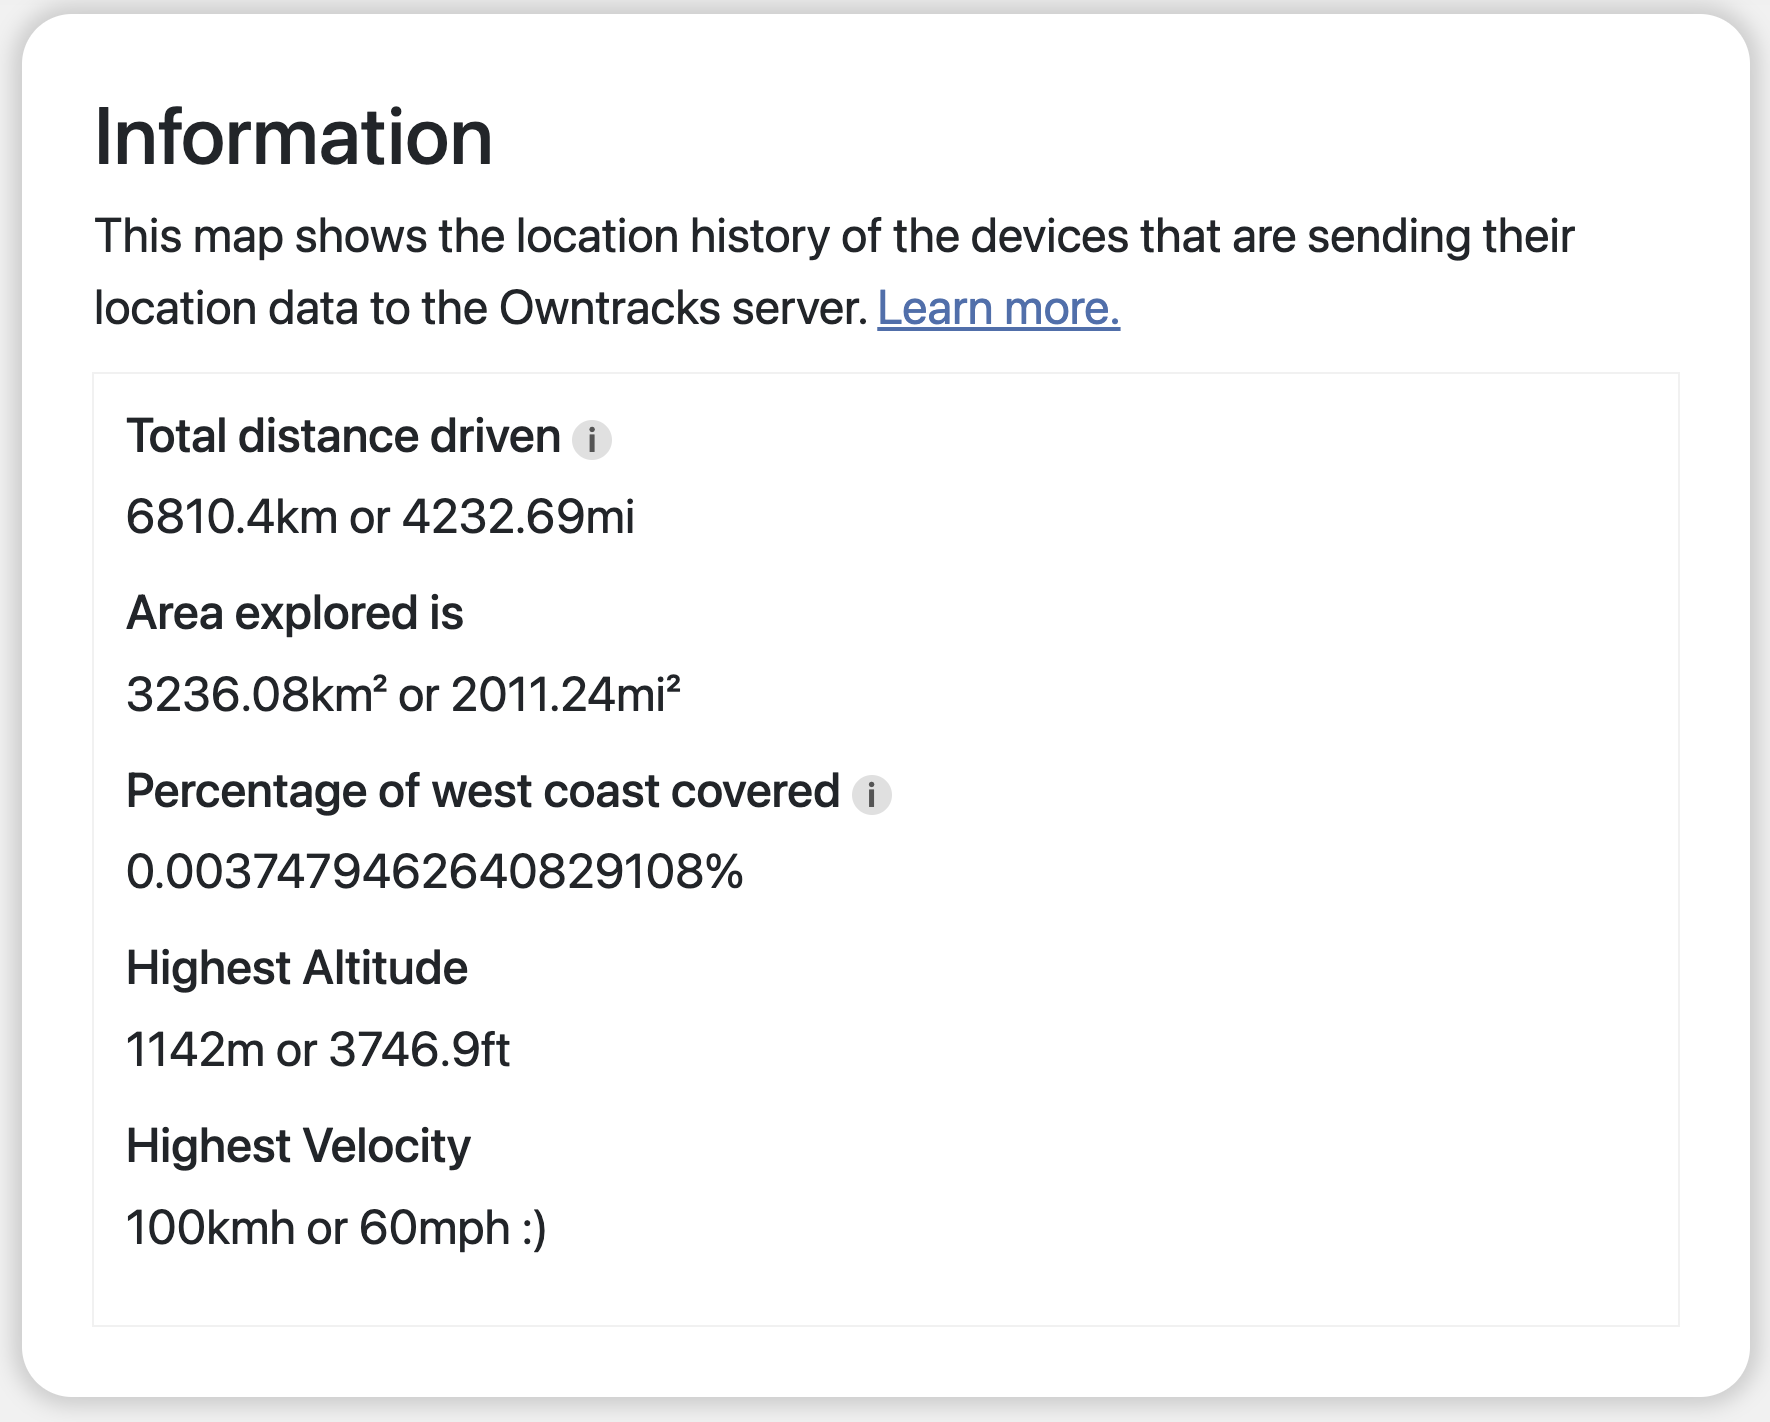 Information
This map shows the location history of the devices that are sending their
location data to the Owntracks server. Learn more.
Total distance driven i
6810.4km or 4232.69mi
Area explored is
3236.08km² or 2011.24mi²
Percentage of west coast covered i
0.0037479462640829108%
Highest Altitude
1142m or 3746.9ft
Highest Velocity
100kmh or 60mph :)